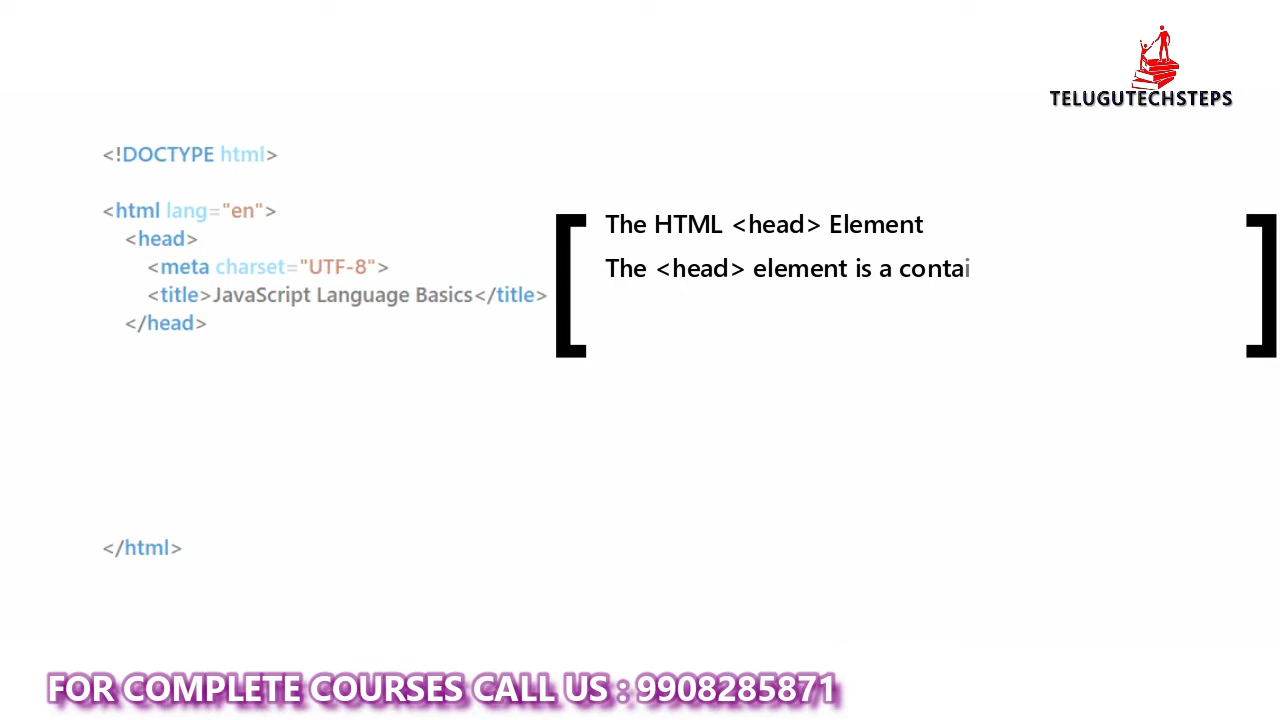 TELUGUTECHSTEPS
<!DOCTYPE html>
<html lang="en">
<head>
<meta charset="UTF-8">
<title>JavaScript Language Basics</title>
</head>
</html>
The HTML <head> Element
The <head> element is a contai
FOR COMPLETE COURSES CALL US : 9908285871